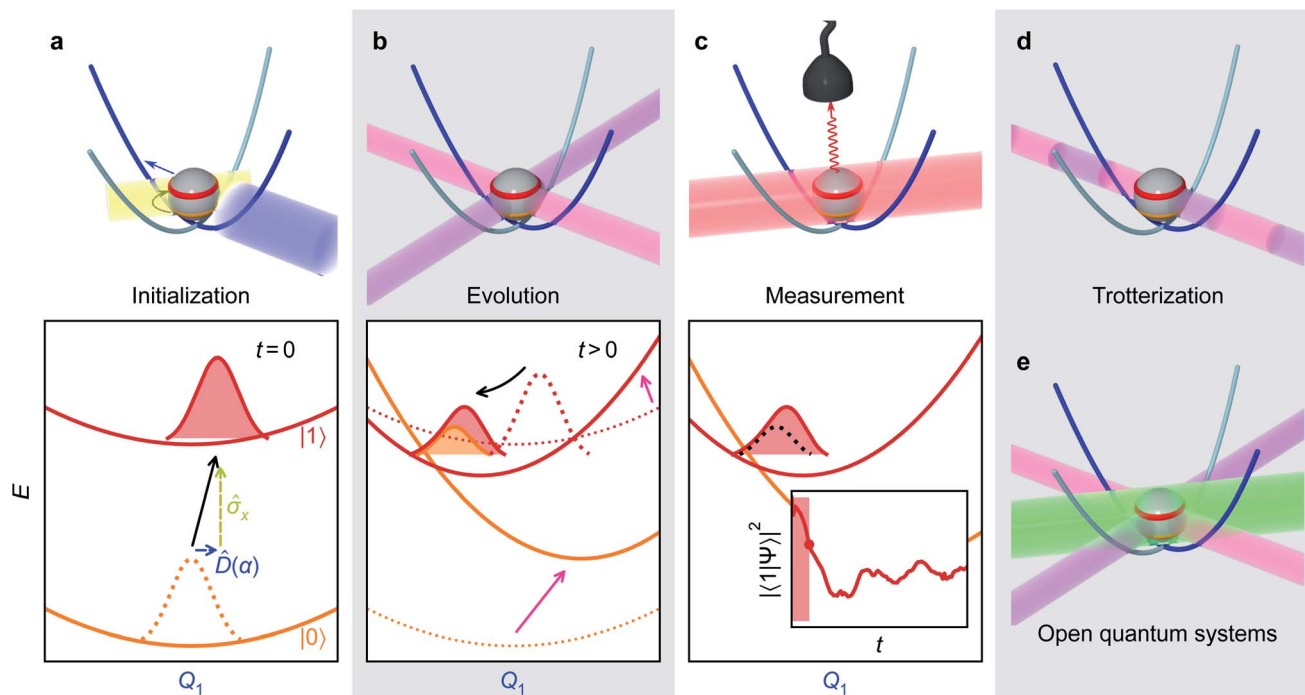 a
Initialization
t = 0
|1⟩
σ̂ₓ
D̂(α)
|0⟩
E
Q₁
b
Evolution
t > 0
Q₁
c
Measurement
|⟨1|Ψ⟩|²
t
Q₁
d
Trotterization
e
Open quantum systems